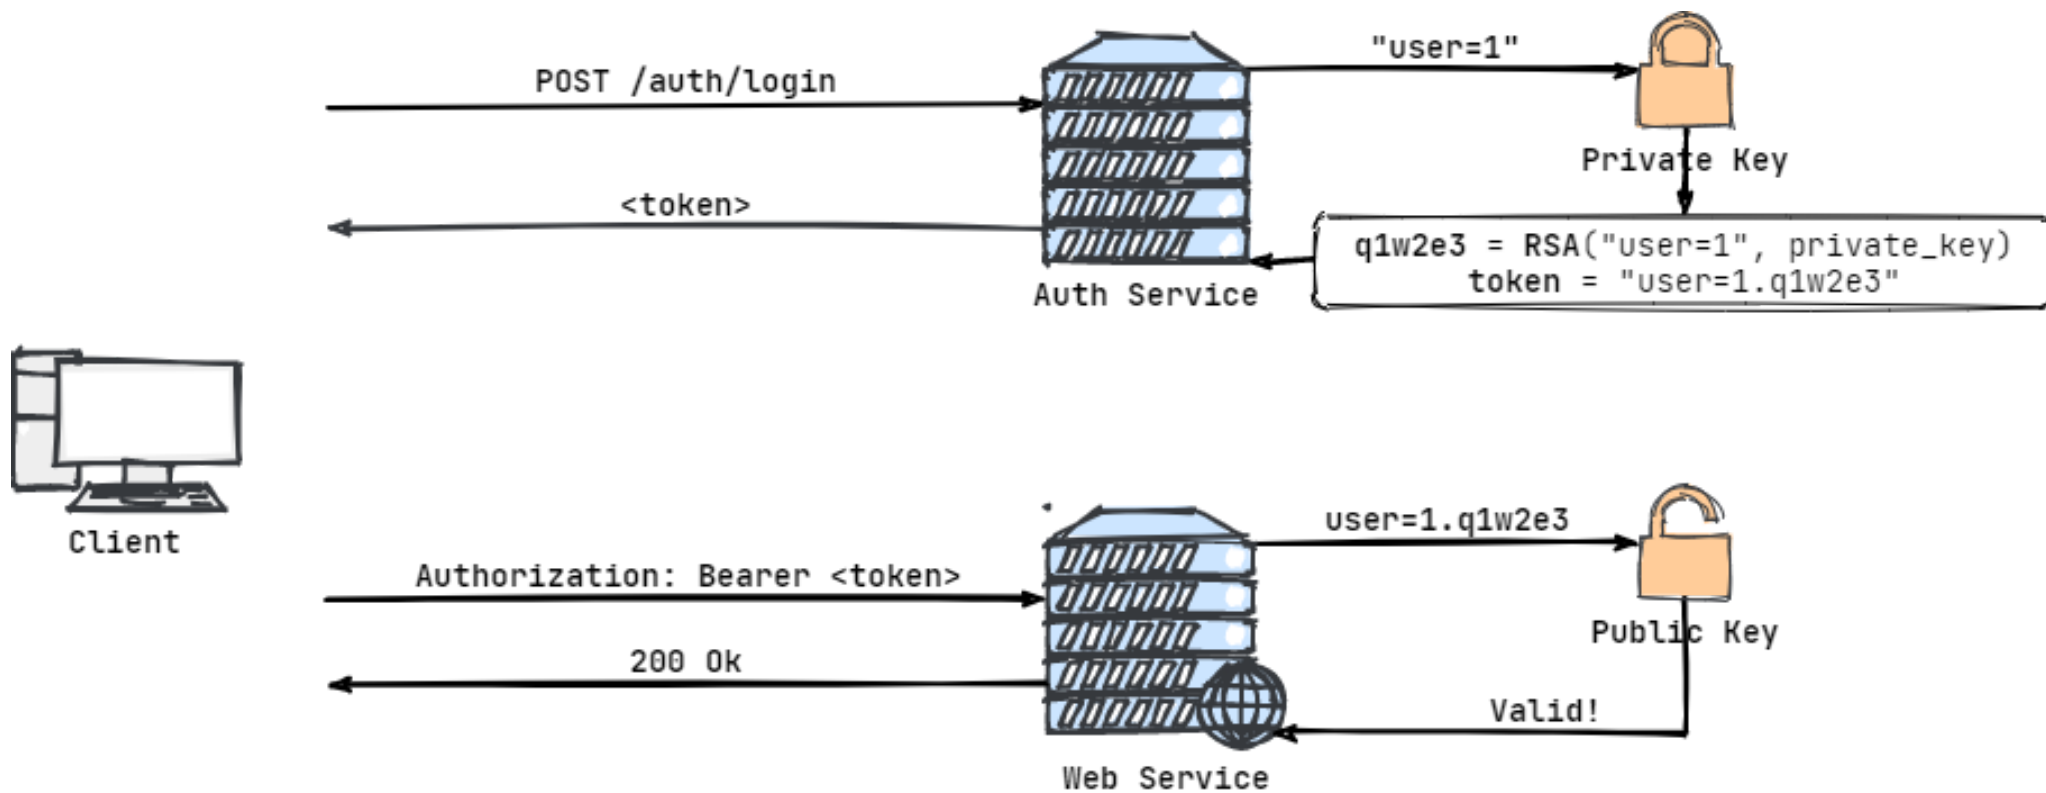 "user=1"
POST /auth/login
Private Key
<token>
q1w2e3 = RSA("user=1", private_key)
token = "user=1.q1w2e3"
Auth Service
Client
user=1.q1w2e3
Authorization: Bearer <token>
Public Key
200 Ok
Valid!
Web Service